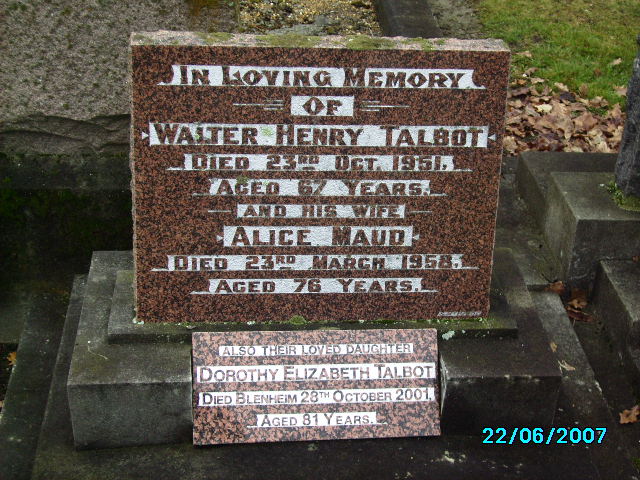 IN LOVING MEMORY
OF
WALTER HENRY TALBOT
DIED 23RD OCT. 1951.
AGED 67 YEARS.
AND HIS WIFE
ALICE MAUD
DIED 23RD MARCH 1958.
AGED 76 YEARS.
ALSO THEIR LOVED DAUGHTER
DOROTHY ELIZABETH TALBOT
DIED BLENHEIM 28TH OCTOBER 2001.
AGED 81 YEARS.
22/06/2007